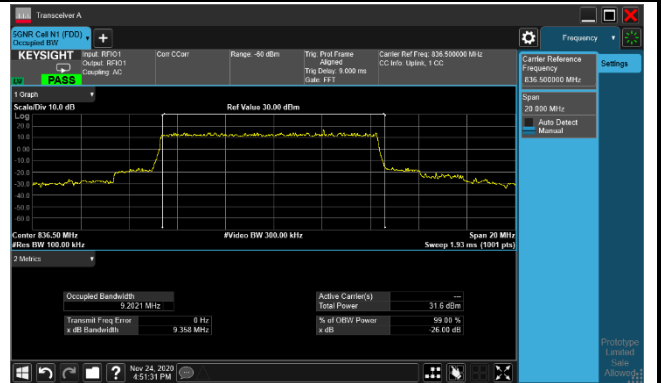 Transceiver A
5GNR Call N1 (FDD)
Occupied BW
Frequency
KEYSIGHT
PASS
Input: RFIO1
Output: RFIO1
Coupling: AC
Corr CCorr
Range: -60 dBm
Trig: Prot Frame
Aligned
Trig Delay: 9.000 ms
Gate: FFT
Carrier Ref Freq: 836.500000 MHz
CC Info: Uplink, 1 CC
Carrier Reference
Frequency
836.500000 MHz
Settings
Span
20.000 MHz
Auto Detect
Manual
1 Graph
Scale/Div 10.0 dB
Ref Value 30.00 dBm
Log
20.0
10.0
0.00
-10.0
-20.0
-30.0
-40.0
-50.0
-60.0
Center 836.50 MHz
#Video BW 300.00 kHz
Span 20 MHz
#Res BW 100.00 kHz
Sweep 1.93 ms (1001 pts)
2 Metrics
Occupied Bandwidth
9.2021 MHz
Active Carrier(s)
---
Total Power
31.6 dBm
Transmit Freq Error
0 Hz
% of OBW Power
99.00 %
x dB Bandwidth
9.358 MHz
x dB
-26.00 dB
Prototype
Limited
Sale
Allowed
Nov 24, 2020
4:51:31 PM